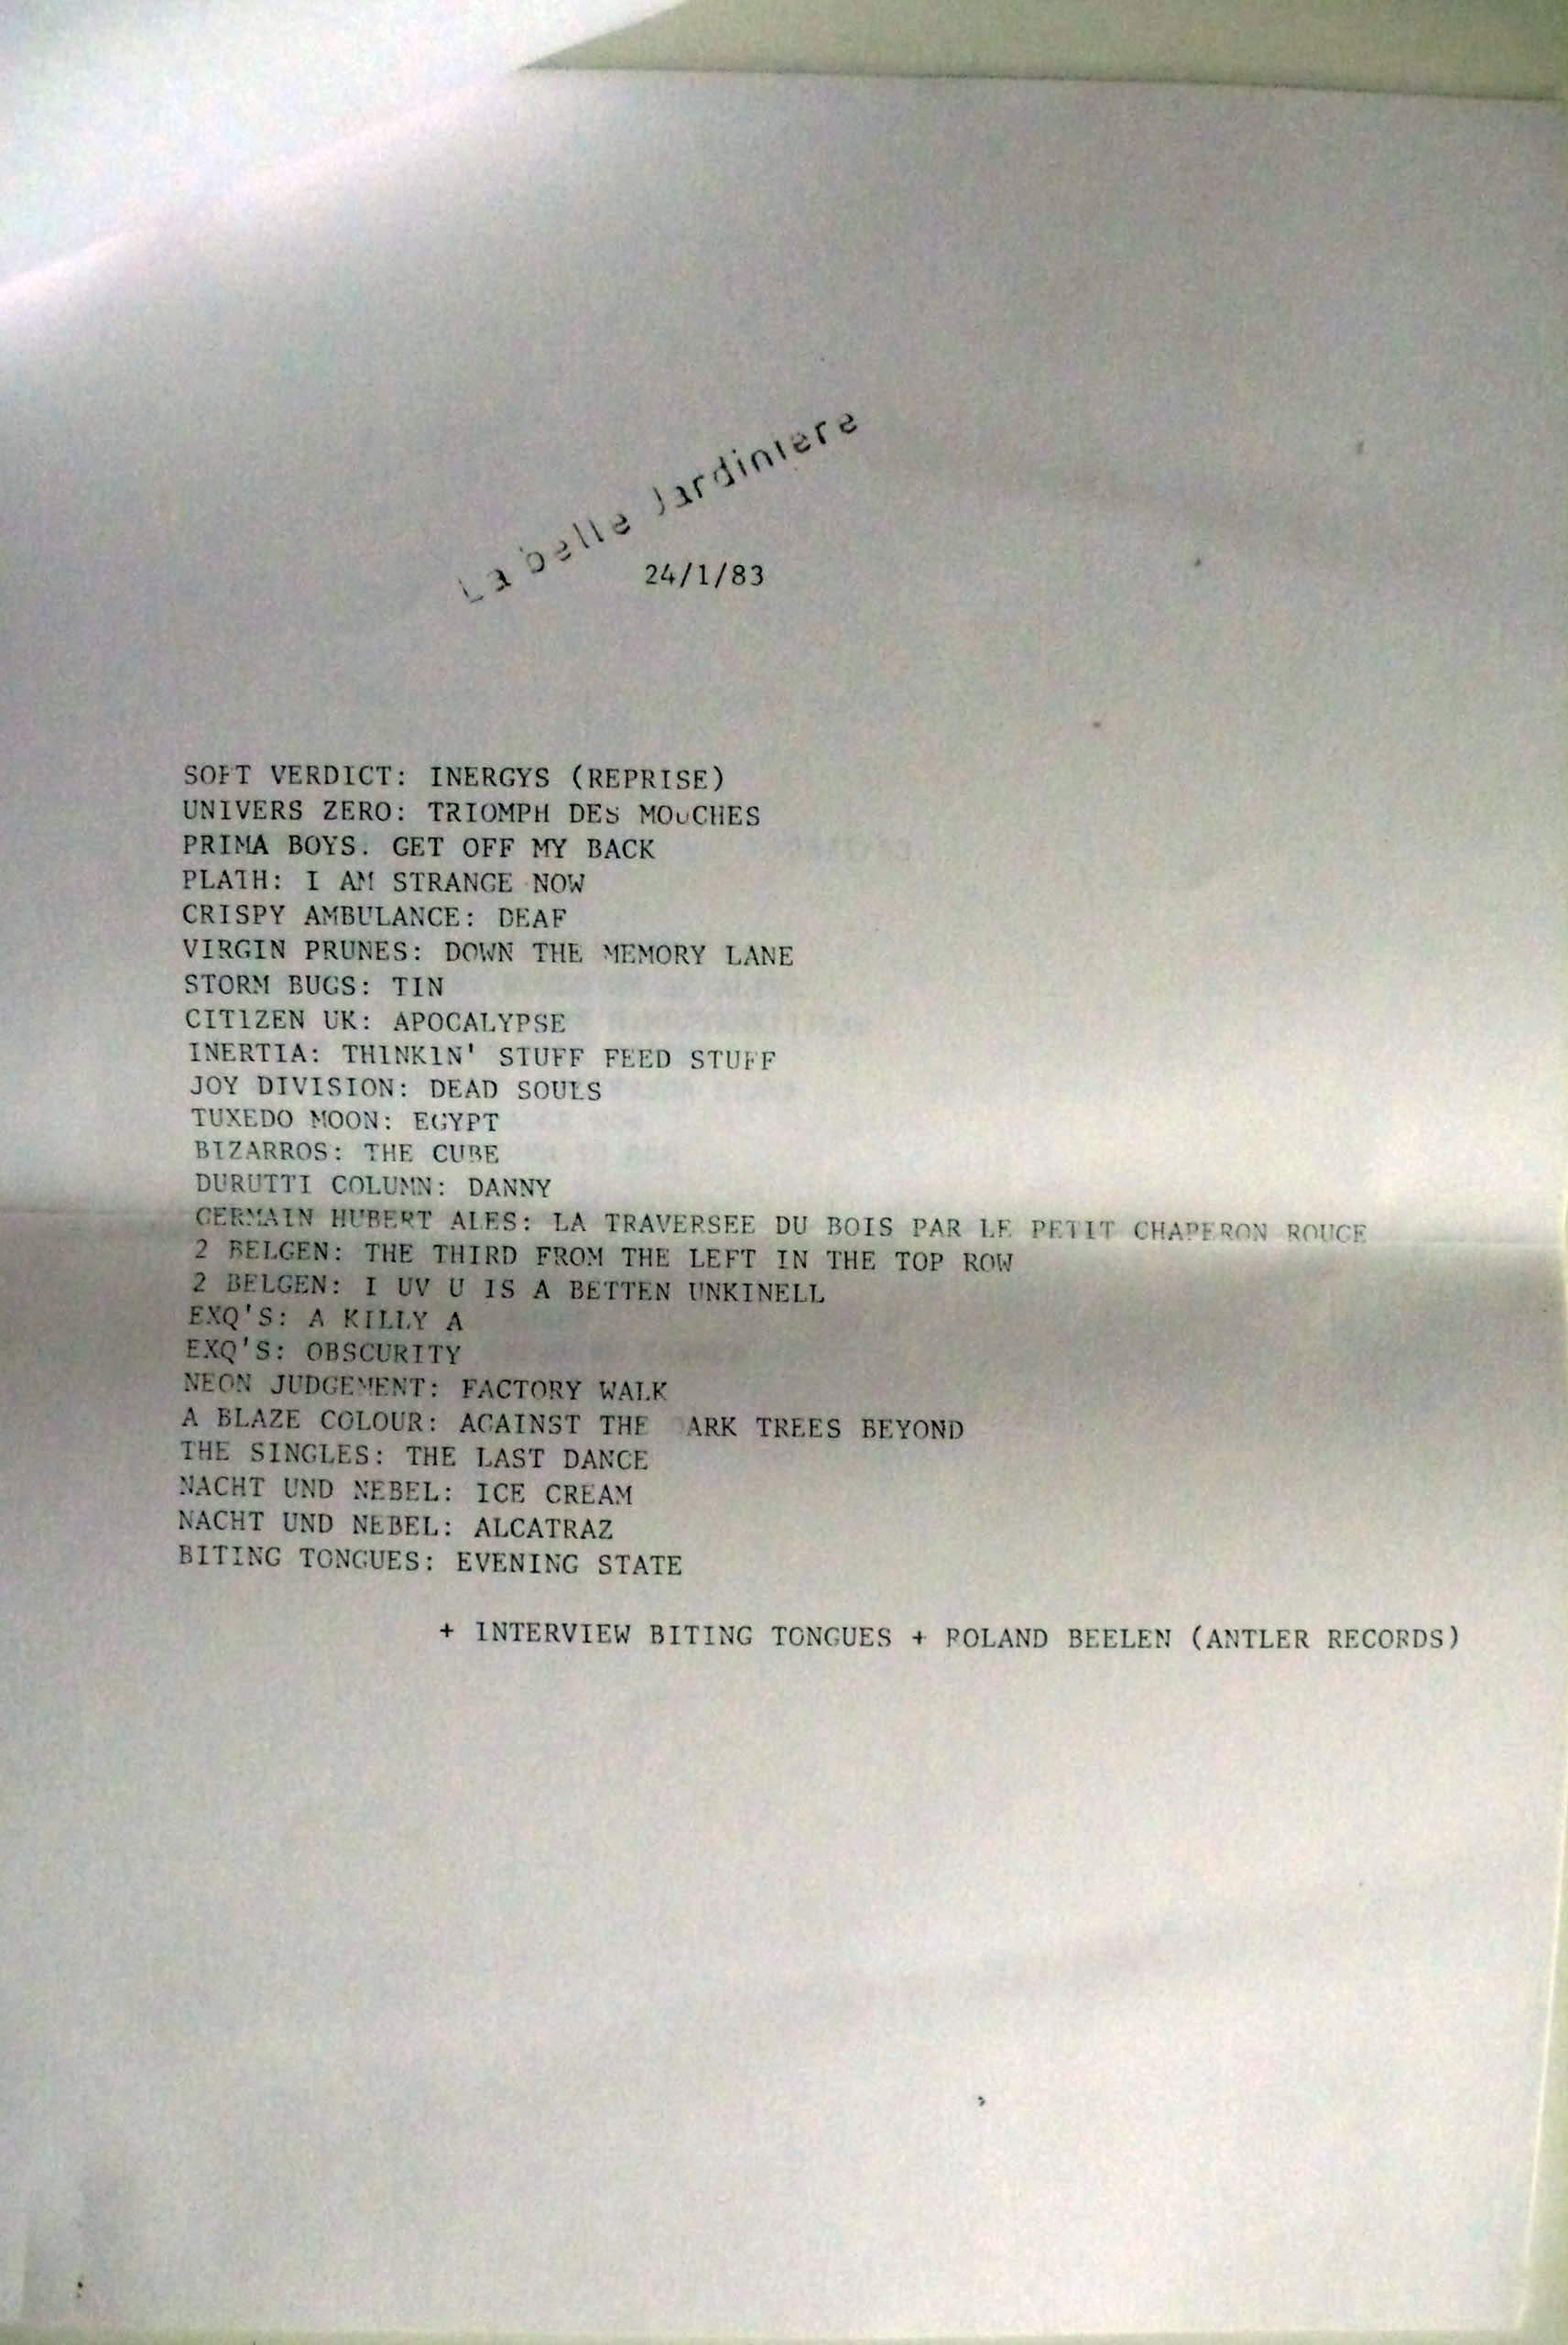 La belle Jardiniere
24/1/83
SOFT VERDICT: INERGYS (REPRISE)
UNIVERS ZERO: TRIOMPH DES MOUCHES
PRIMA BOYS. GET OFF MY BACK
PLATH: I AM STRANGE NOW
CRISPY AMBULANCE: DEAF
VIRGIN PRUNES: DOWN THE MEMORY LANE
STORM BUGS: TIN
CITIZEN UK: APOCALYPSE
INERTIA: THINKIN' STUFF FEED STUFF
JOY DIVISION: DEAD SOULS
TUXEDO MOON: EGYPT
BIZARROS: THE CUBE
DURUTTI COLUMN: DANNY
GERMAIN HUBERT ALES: LA TRAVERSEE DU BOIS PAR LE PETIT CHAPERON ROUGE
2 BELGEN: THE THIRD FROM THE LEFT IN THE TOP ROW
2 BELGEN: I UV U IS A BETTEN UNKINELL
EXQ'S: A KILLY A
EXQ'S: OBSCURITY
NEON JUDGEMENT: FACTORY WALK
A BLAZE COLOUR: AGAINST THE ARK TREES BEYOND
THE SINGLES: THE LAST DANCE
NACHT UND NEBEL: ICE CREAM
NACHT UND NEBEL: ALCATRAZ
BITING TONGUES: EVENING STATE
+ INTERVIEW BITING TONGUES + ROLAND BEELEN (ANTLER RECORDS)